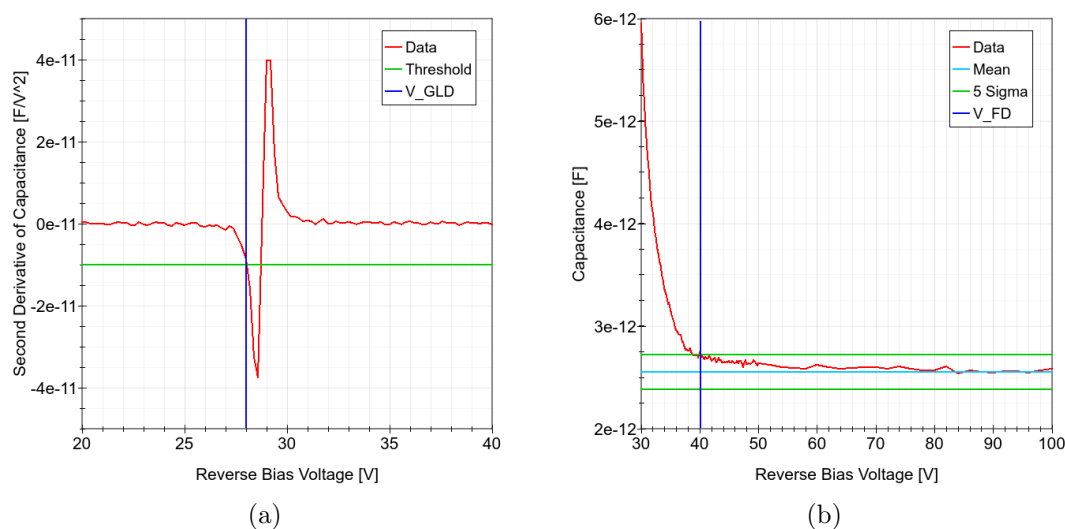 Second Derivative of Capacitance [F/V^2]
4e-11
2e-11
0e-11
-2e-11
-4e-11
20 25 30 35 40
Reverse Bias Voltage [V]
Data
Threshold
V_GLD
(a)
Capacitance [F]
6e-12
5e-12
4e-12
3e-12
2e-12
30 40 50 60 70 80 90 100
Reverse Bias Voltage [V]
Data
Mean
5 Sigma
V_FD
(b)